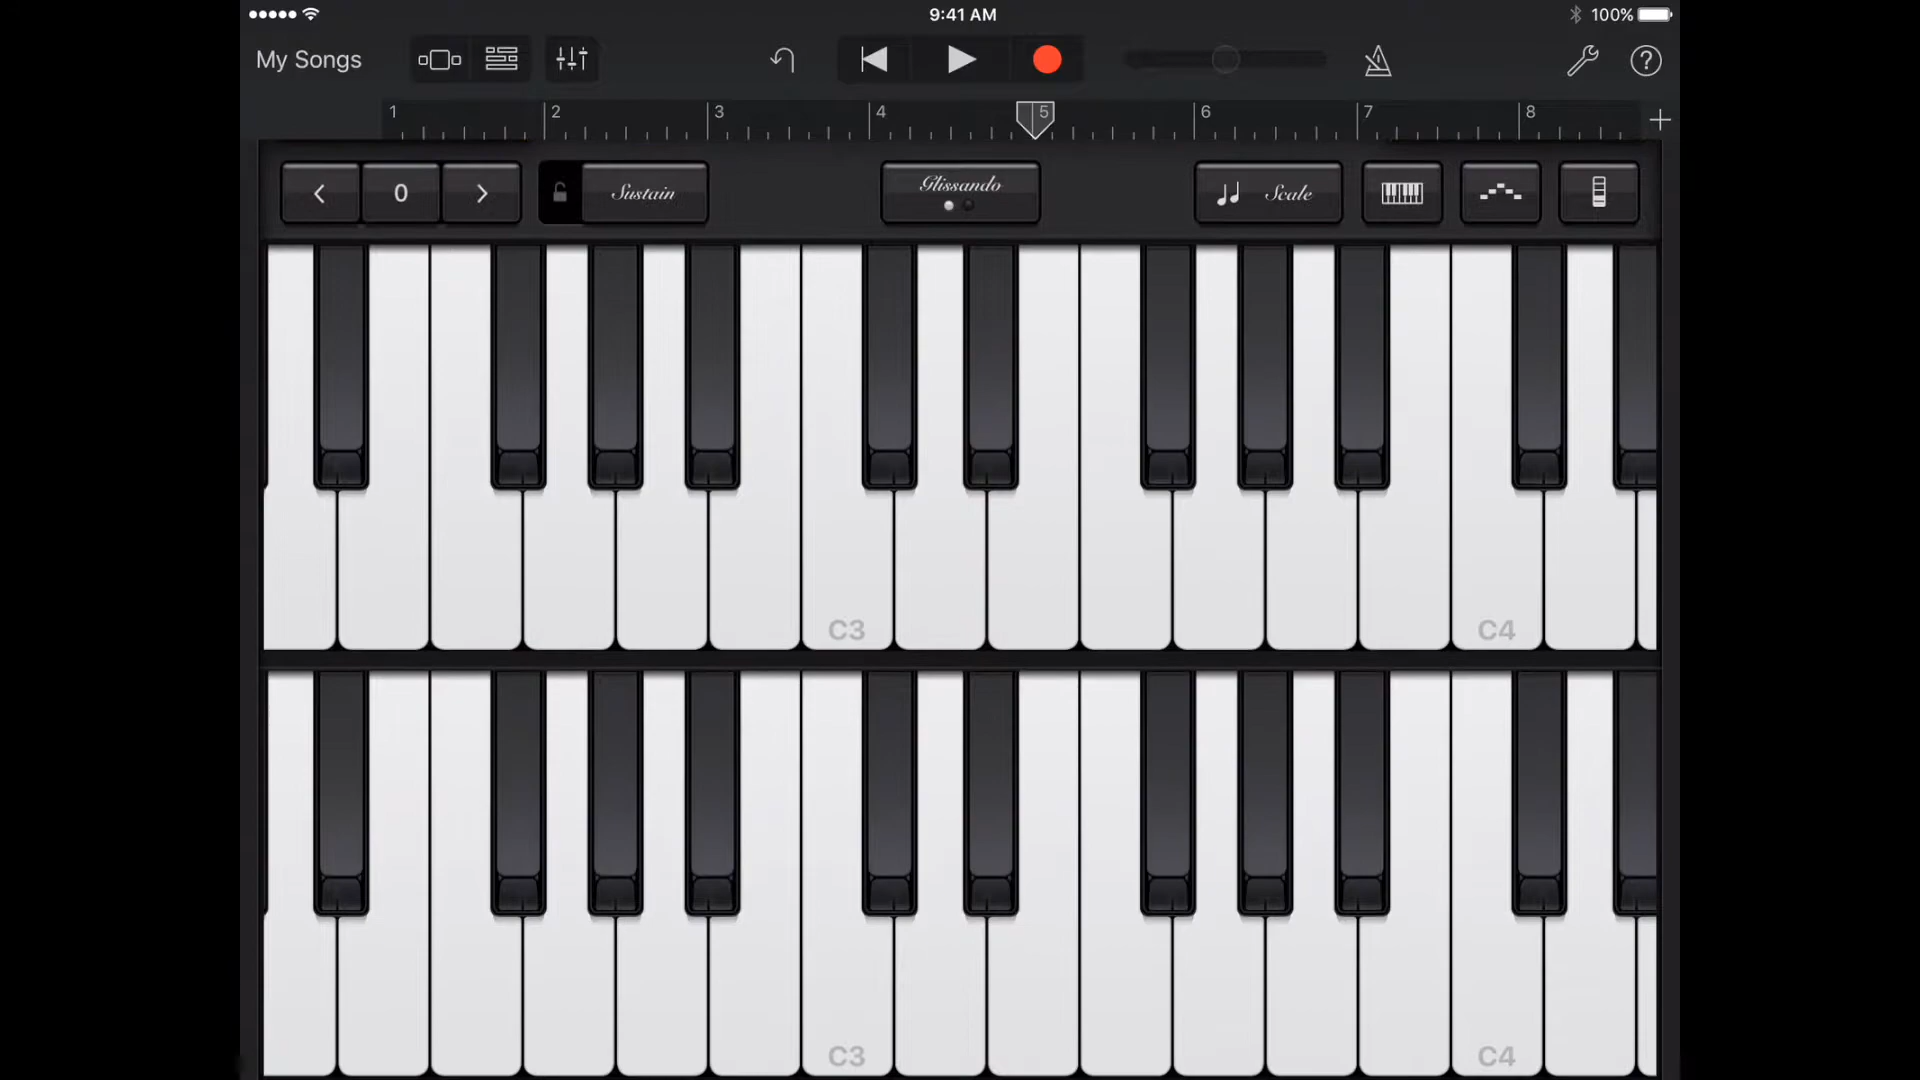 9:41 AM
100%
My Songs
1 2 3 4 5 6 7 8
0 Sustain Glissando Scale
C3 C4
C3 C4